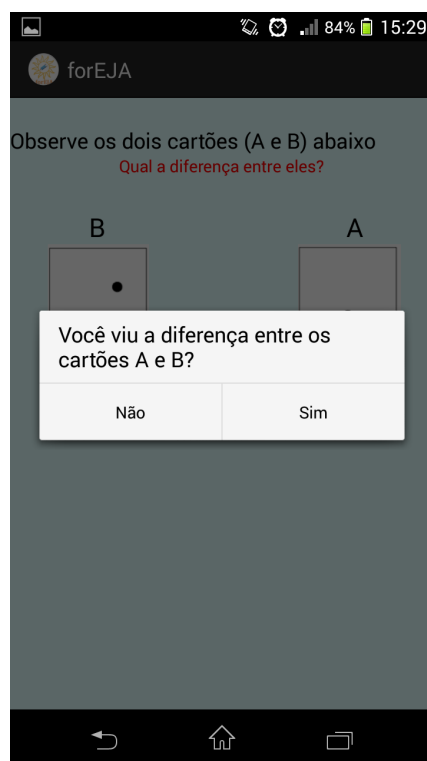 84% 15:29
forEJA
Observe os dois cartões (A e B) abaixo
Qual a diferença entre eles?
B A
Você viu a diferença entre os
cartões A e B?
Não Sim